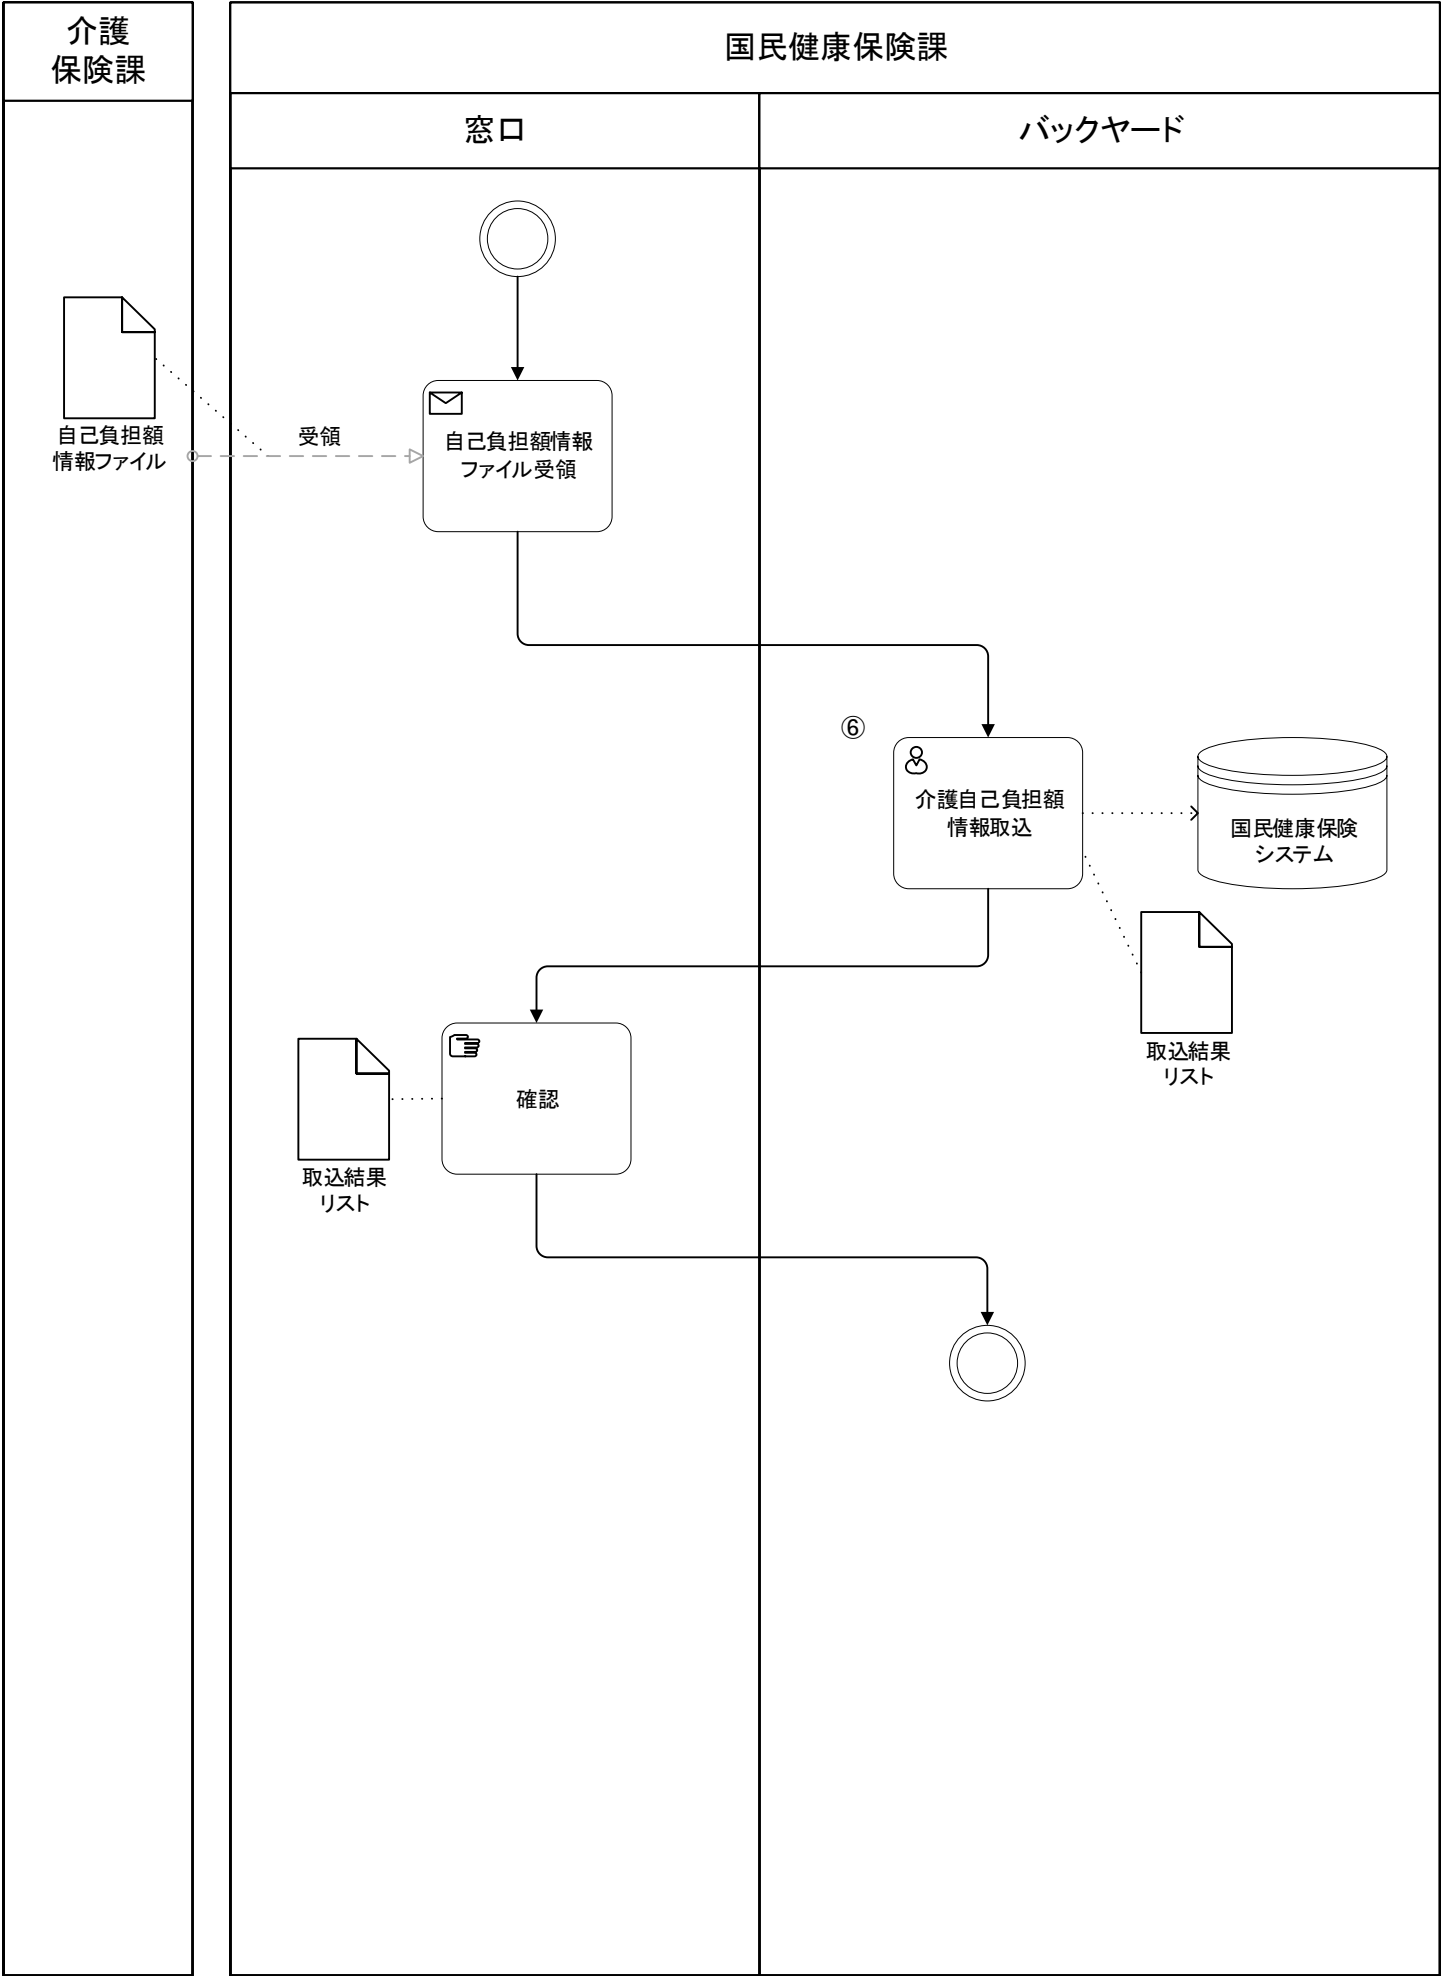 介護
保険課
国民健康保険課
窓口
バックヤード
自己負担額
情報ファイル
受領
自己負担額情報
ファイル受領
⑥
介護自己負担額
情報取込
国民健康保険
システム
取込結果
リスト
確認
取込結果
リスト